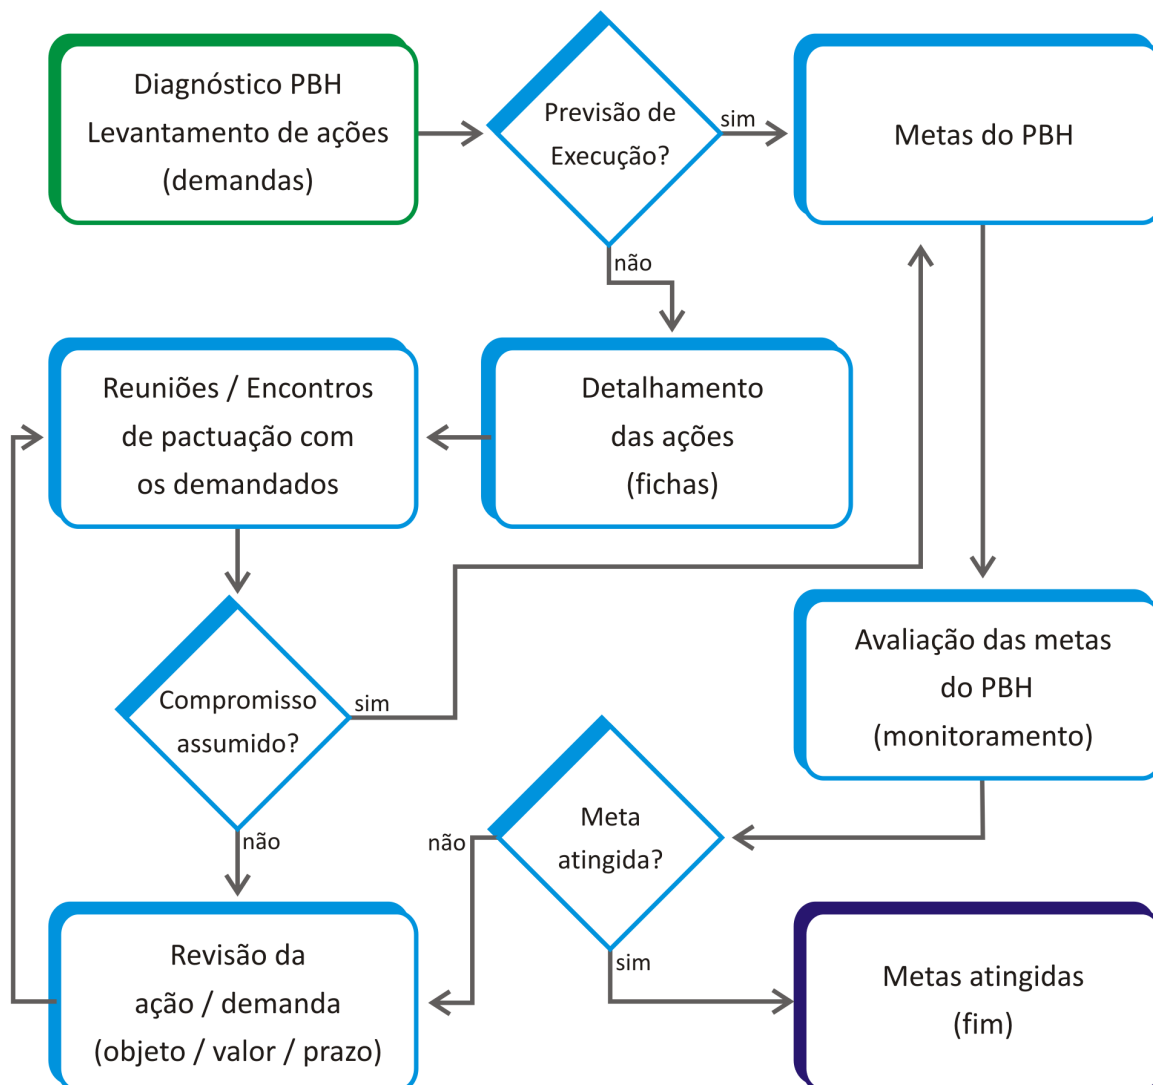 Diagnóstico PBH
Levantamento de ações
(demandas)
Previsão de
Execução?
sim
Metas do PBH
não
Reuniões / Encontros
de pactuação com
os demandados
Detalhamento
das ações
(fichas)
Compromisso
assumido?
sim
Avaliação das metas
do PBH
(monitoramento)
não
Meta
atingida?
não
sim
Revisão da
ação / demanda
(objeto / valor / prazo)
Metas atingidas
(fim)